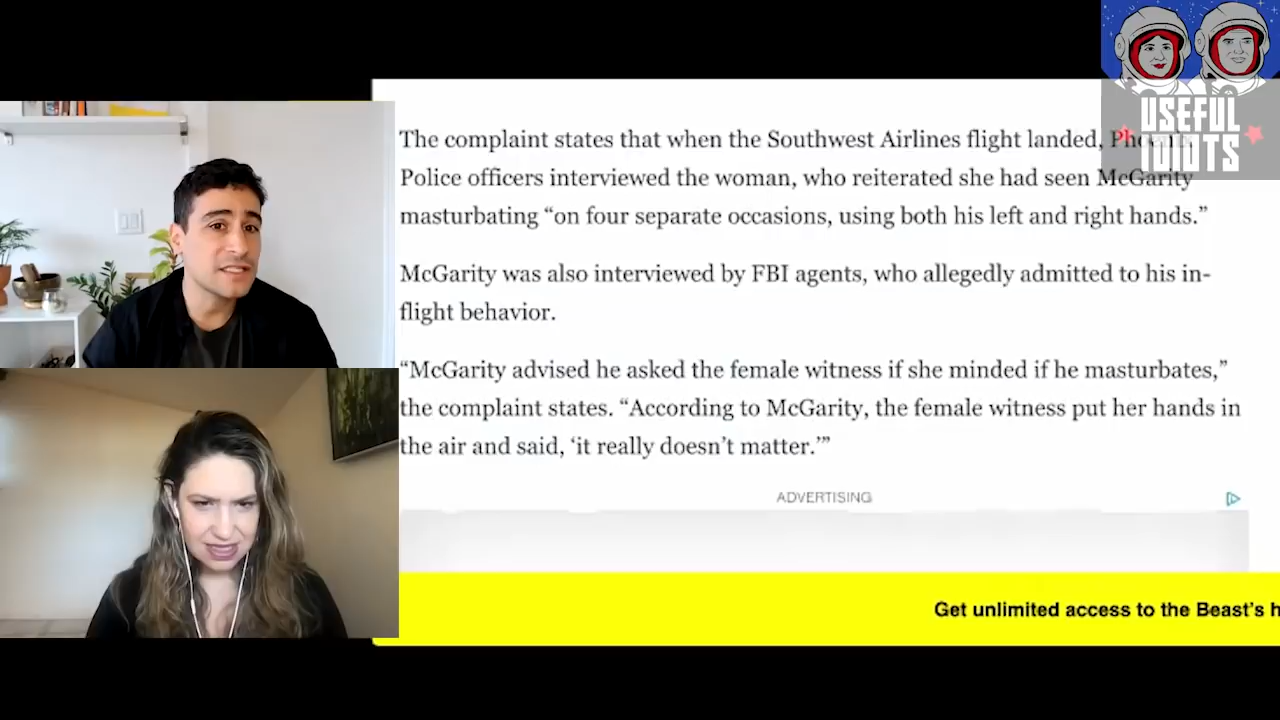 The complaint states that when the Southwest Airlines flight landed, Phoenix
Police officers interviewed the woman, who reiterated she had seen McGarity
masturbating “on four separate occasions, using both his left and right hands.”
McGarity was also interviewed by FBI agents, who allegedly admitted to his in-
flight behavior.
“McGarity advised he asked the female witness if she minded if he masturbates,”
the complaint states. “According to McGarity, the female witness put her hands in
the air and said, ‘it really doesn’t matter.’”
ADVERTISING
Get unlimited access to the Beast’s h
USEFUL
IDIOTS